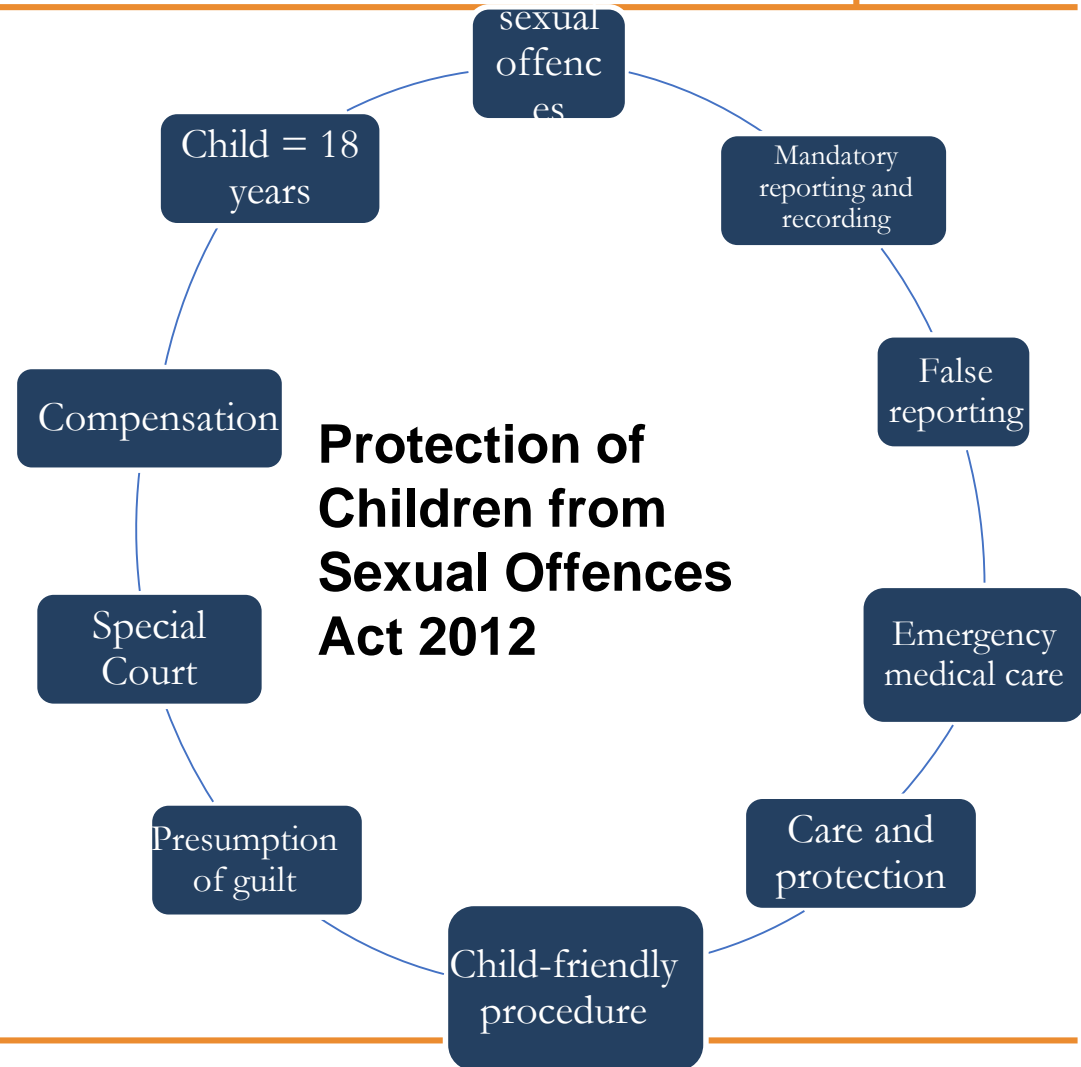 sexual
offenc
es
Mandatory
reporting and
recording
False
reporting
Emergency
medical care
Care and
protection
Child-friendly
procedure
Presumption
of guilt
Special
Court
Compensation
Child = 18
years
Protection of
Children from
Sexual Offences
Act 2012